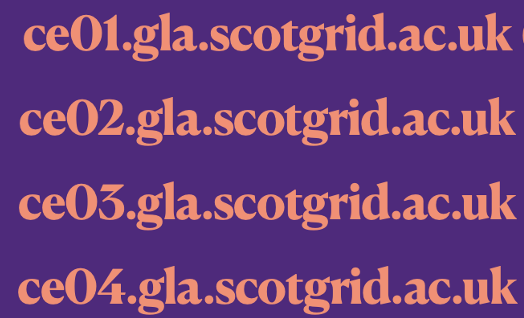 ce01.gla.scotgrid.ac.uk
ce02.gla.scotgrid.ac.uk
ce03.gla.scotgrid.ac.uk
ce04.gla.scotgrid.ac.uk